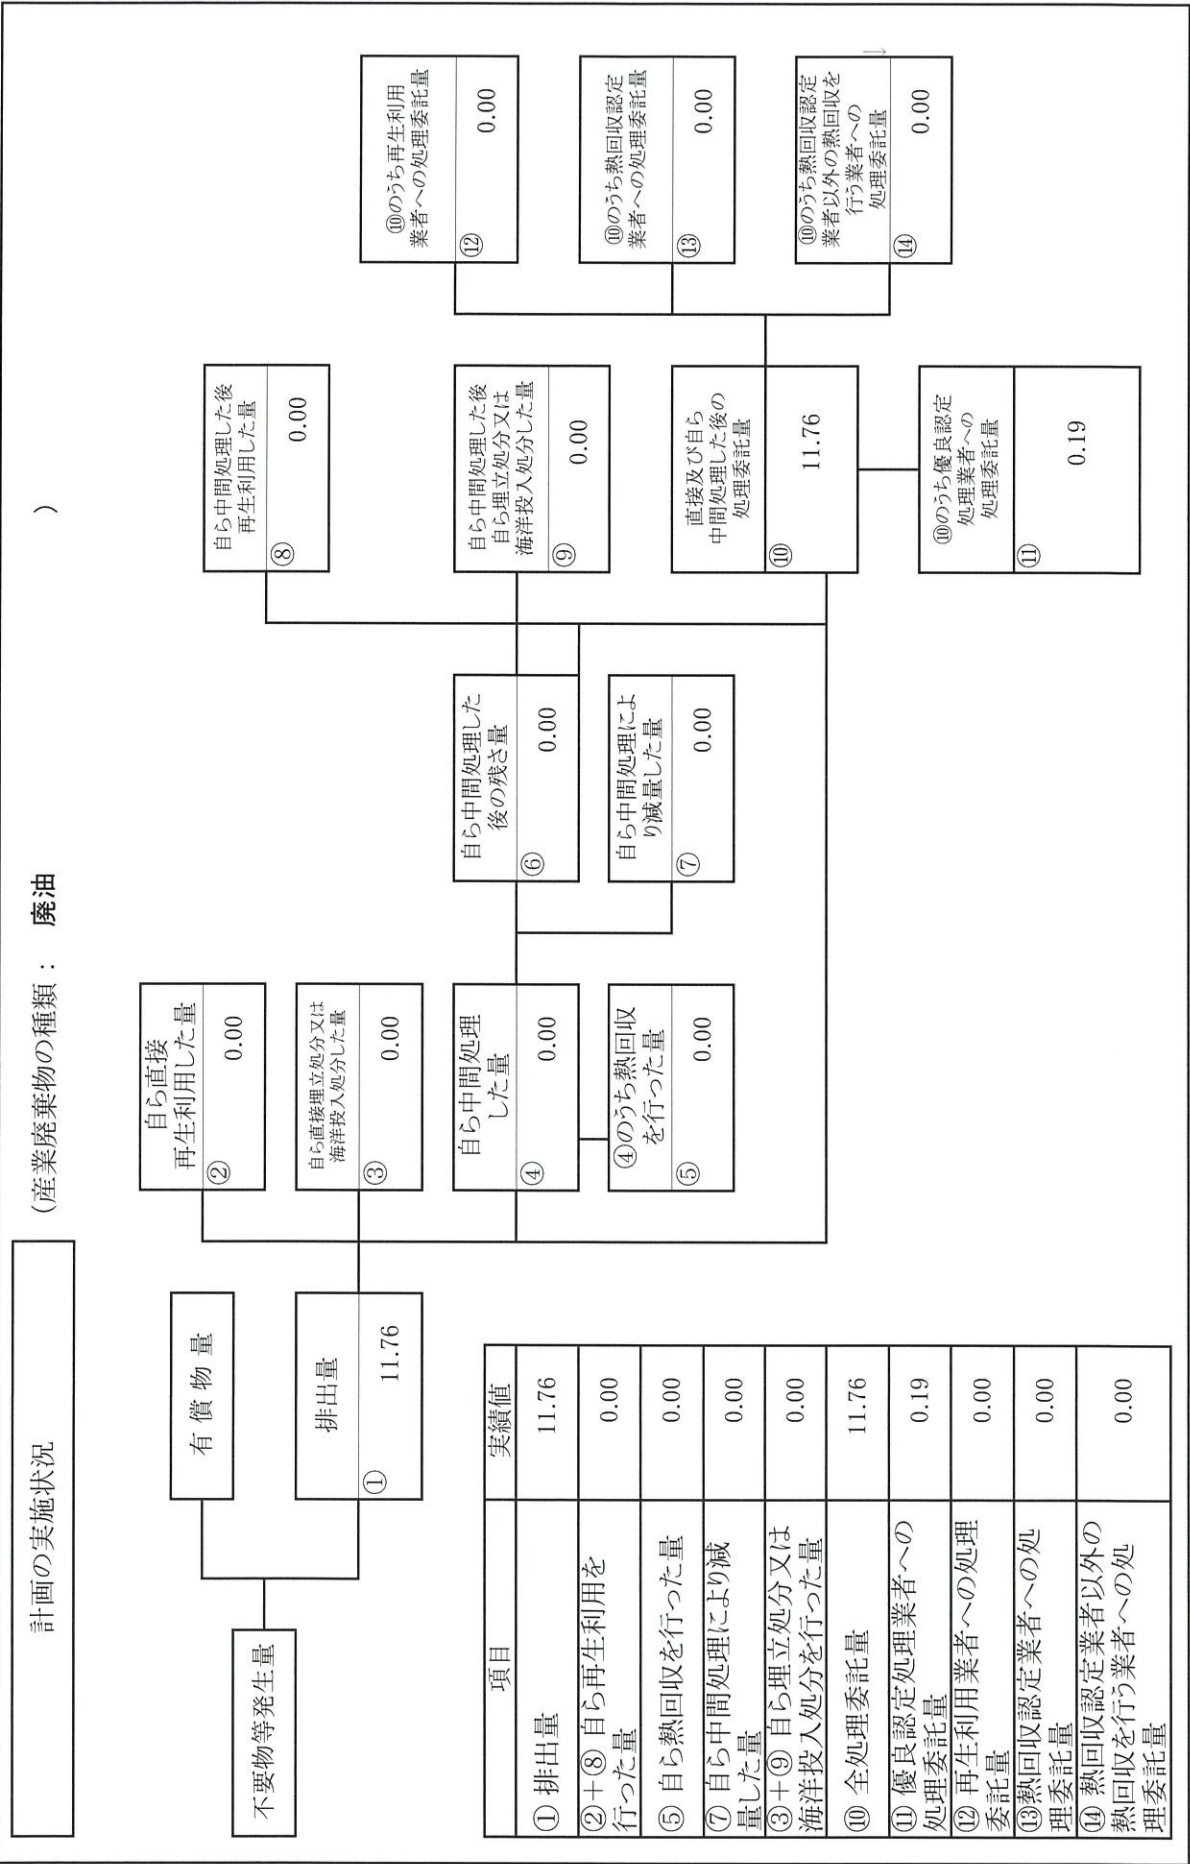 計画の実施状況
(産業廃棄物の種類： 廃油 )
不要物等発生量
有償物量
排出量
① 11.76
自ら直接
再生利用した量
② 0.00
自ら直接埋立処分又は
海洋投入処分した量
③ 0.00
自ら中間処理
した量
④ 0.00
④のうち熱回収
を行った量
⑤ 0.00
自ら中間処理した
後の残さ量
⑥ 0.00
自ら中間処理によ
り減量した量
⑦ 0.00
自ら中間処理した後
再生利用した量
⑧ 0.00
自ら中間処理した後
自ら埋立処分又は
海洋投入処分した量
⑨ 0.00
直接及び自ら
中間処理した後の
処理委託量
⑩ 11.76
⑩のうち優良認定
処理業者への
処理委託量
⑪ 0.19
⑩のうち再生利用
業者への処理委託量
⑫ 0.00
⑩のうち熱回収認定
業者への処理委託量
⑬ 0.00
⑩のうち熱回収認定
業者以外の熱回収を
行う業者への
処理委託量
⑭ 0.00
項目 実績値
① 排出量 11.76
②＋⑧ 自ら再生利用を
行った量 0.00
⑤ 自ら熱回収を行った量 0.00
⑦ 自ら中間処理により減
量した量 0.00
③＋⑨ 自ら埋立処分又は
海洋投入処分を行った量 0.00
⑩ 全処理委託量 11.76
⑪ 優良認定処理業者への
処理委託量 0.19
⑫ 再生利用業者への処理
委託量 0.00
⑬熱回収認定業者への処
理委託量 0.00
⑭ 熱回収認定業者以外の
熱回収を行う業者への処
理委託量 0.00